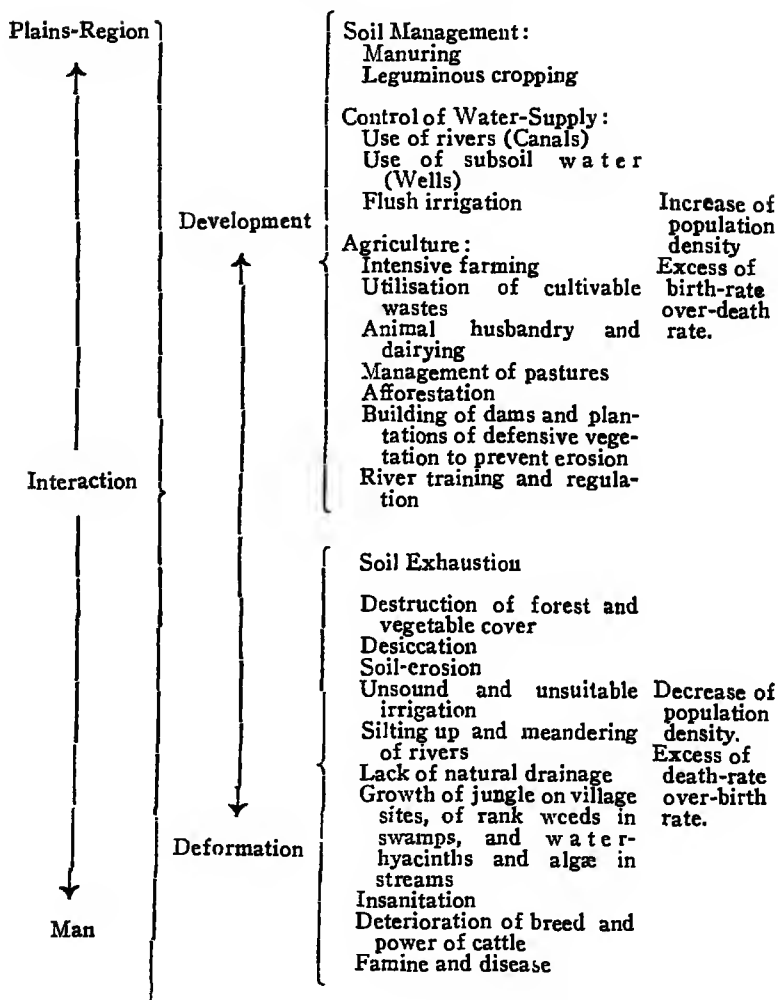 Plains-Region
Interaction
Man
Development
Deformation
Soil Management:
Manuring
Leguminous cropping
Control of Water-Supply:
Use of rivers (Canals)
Use of subsoil water
(Wells)
Flush irrigation
Agriculture:
Intensive farming
Utilisation of cultivable
wastes
Animal husbandry and
dairying
Management of pastures
Afforestation
Building of dams and plan-
tations of defensive vege-
tation to prevent erosion
River training and regula-
tion
Increase of
population
density
Excess of
birth-rate
over-death
rate.
Soil Exhaustion
Destruction of forest and
vegetable cover
Desiccation
Soil-erosion
Unsound and unsuitable
irrigation
Silting up and meandering
of rivers
Lack of natural drainage
Growth of jungle on village
sites, of rank weeds in
swamps, and water-
hyacinths and algæ in
streams
Insanitation
Deterioration of breed and
power of cattle
Famine and disease
Decrease of
population
density.
Excess of
death-rate
over-birth
rate.